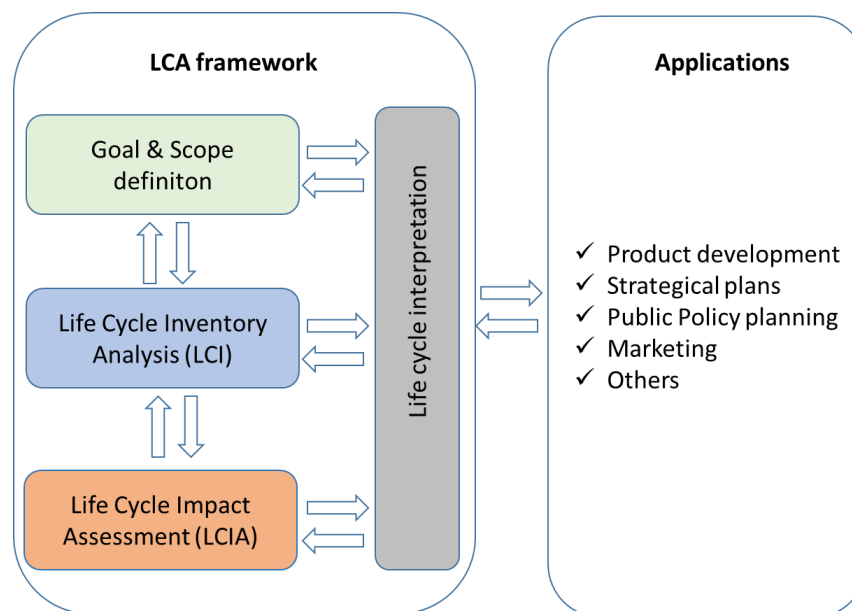 LCA framework
Goal & Scope
definiton
Life Cycle Inventory
Analysis (LCI)
Life Cycle Impact
Assessment (LCIA)
Life cycle interpretation
Applications
✓ Product development
✓ Strategical plans
✓ Public Policy planning
✓ Marketing
✓ Others